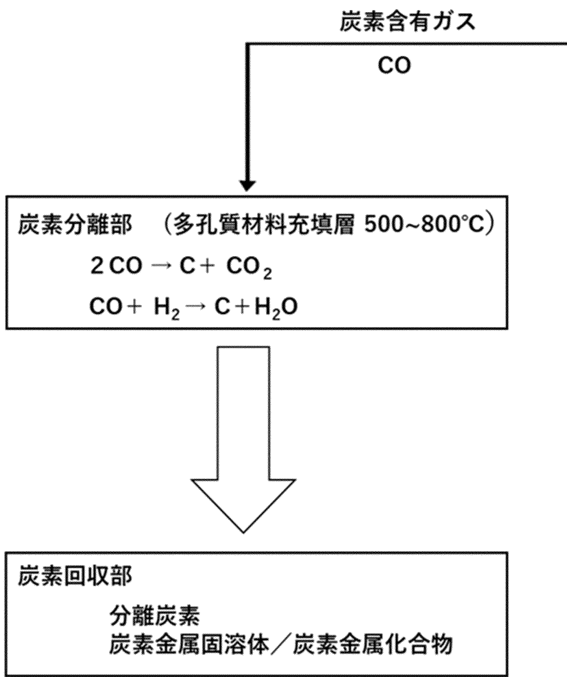 炭素含有ガス
CO
炭素分離部 （多孔質材料充填層 500~800℃）
2CO → C+ CO₂
CO+ H₂→ C+H₂O
炭素回収部
分離炭素
炭素金属固溶体／炭素金属化合物